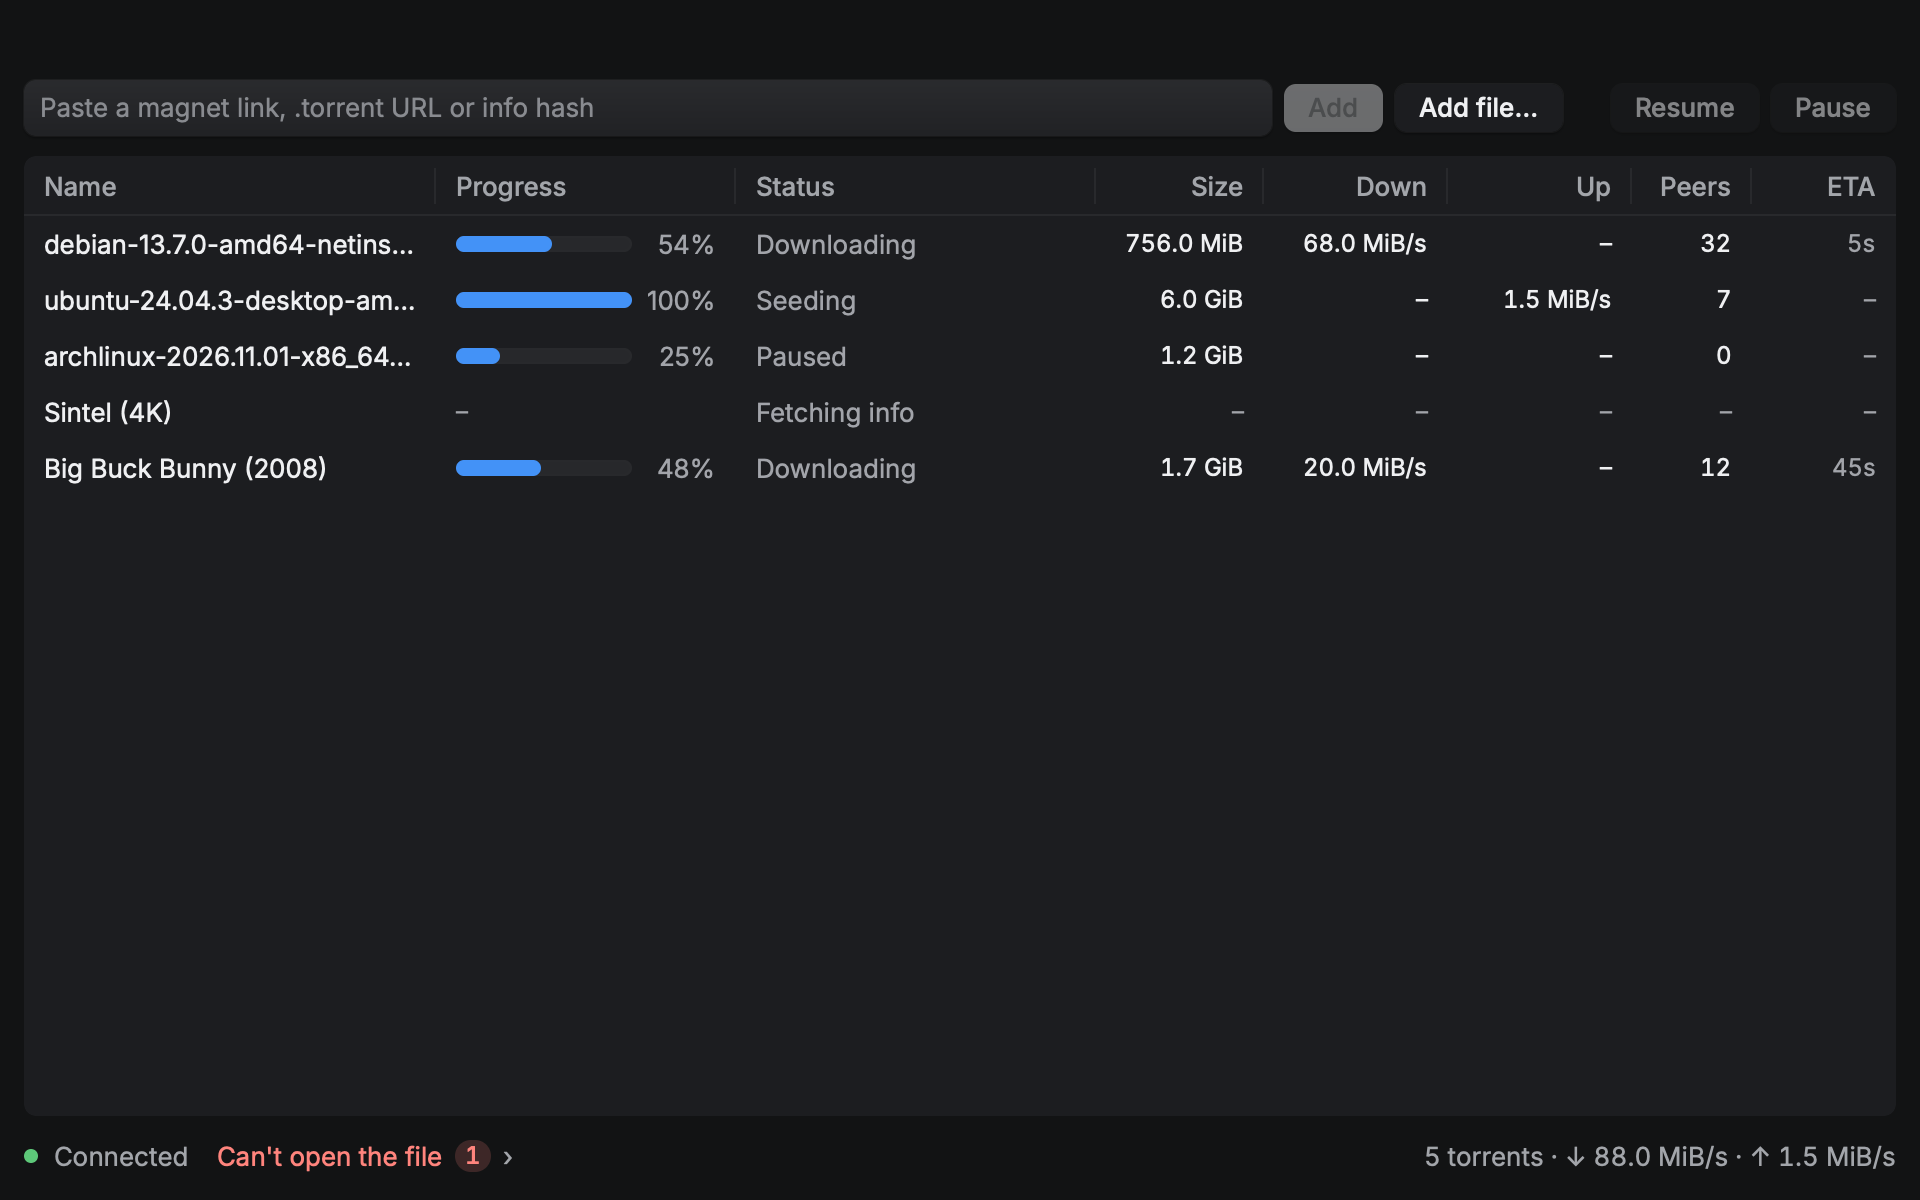 Paste a magnet link, .torrent URL or info hash Add Add file... Resume Pause
Name Progress Status Size Down Up Peers ETA
debian-13.7.0-amd64-netins... 54% Downloading 756.0 MiB 68.0 MiB/s – 32 5s
ubuntu-24.04.3-desktop-am... 100% Seeding 6.0 GiB – 1.5 MiB/s 7 –
archlinux-2026.11.01-x86_64... 25% Paused 1.2 GiB – – 0 –
Sintel (4K) – Fetching info – – – – –
Big Buck Bunny (2008) 48% Downloading 1.7 GiB 20.0 MiB/s – 12 45s
Connected Can't open the file 1 › 5 torrents · ↓ 88.0 MiB/s · ↑ 1.5 MiB/s